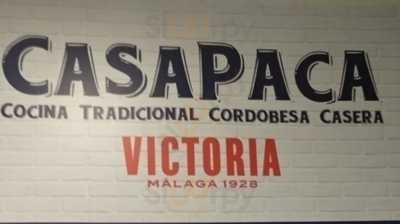 CASAPACA
COCINA TRADICIONAL CORDOBESA CASERA
VICTORIA
MÁLAGA 1928